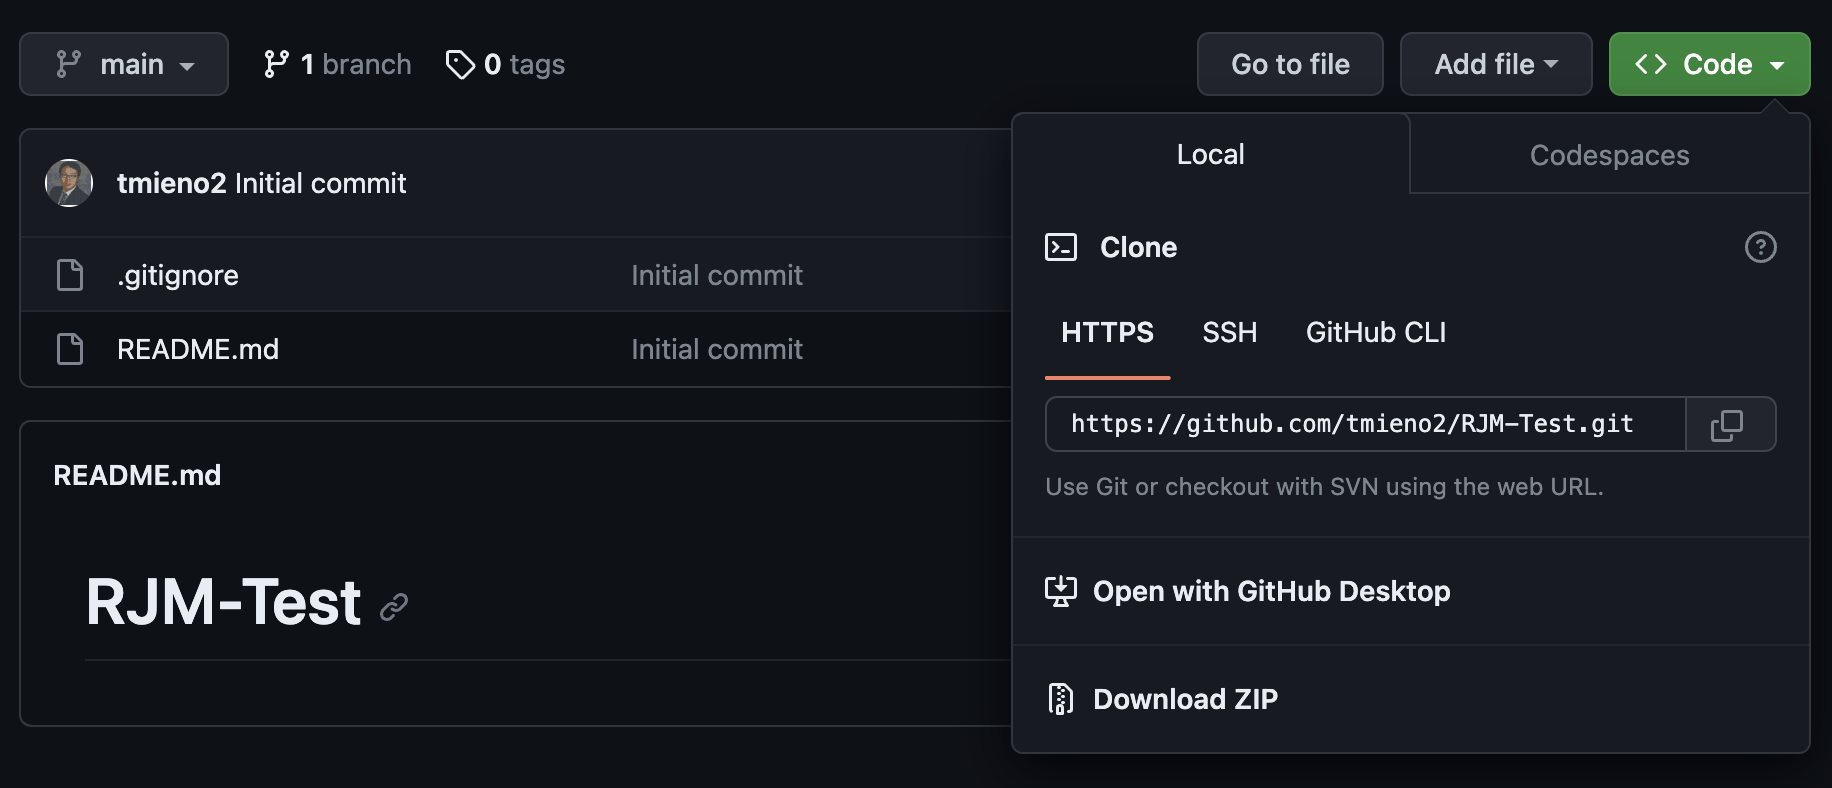 main 1 branch 0 tags Go to file Add file <> Code
tmieno2 Initial commit
.gitignore Initial commit
README.md Initial commit
README.md
RJM-Test
Local Codespaces
Clone
HTTPS SSH GitHub CLI
https://github.com/tmieno2/RJM-Test.git
Use Git or checkout with SVN using the web URL.
Open with GitHub Desktop
Download ZIP